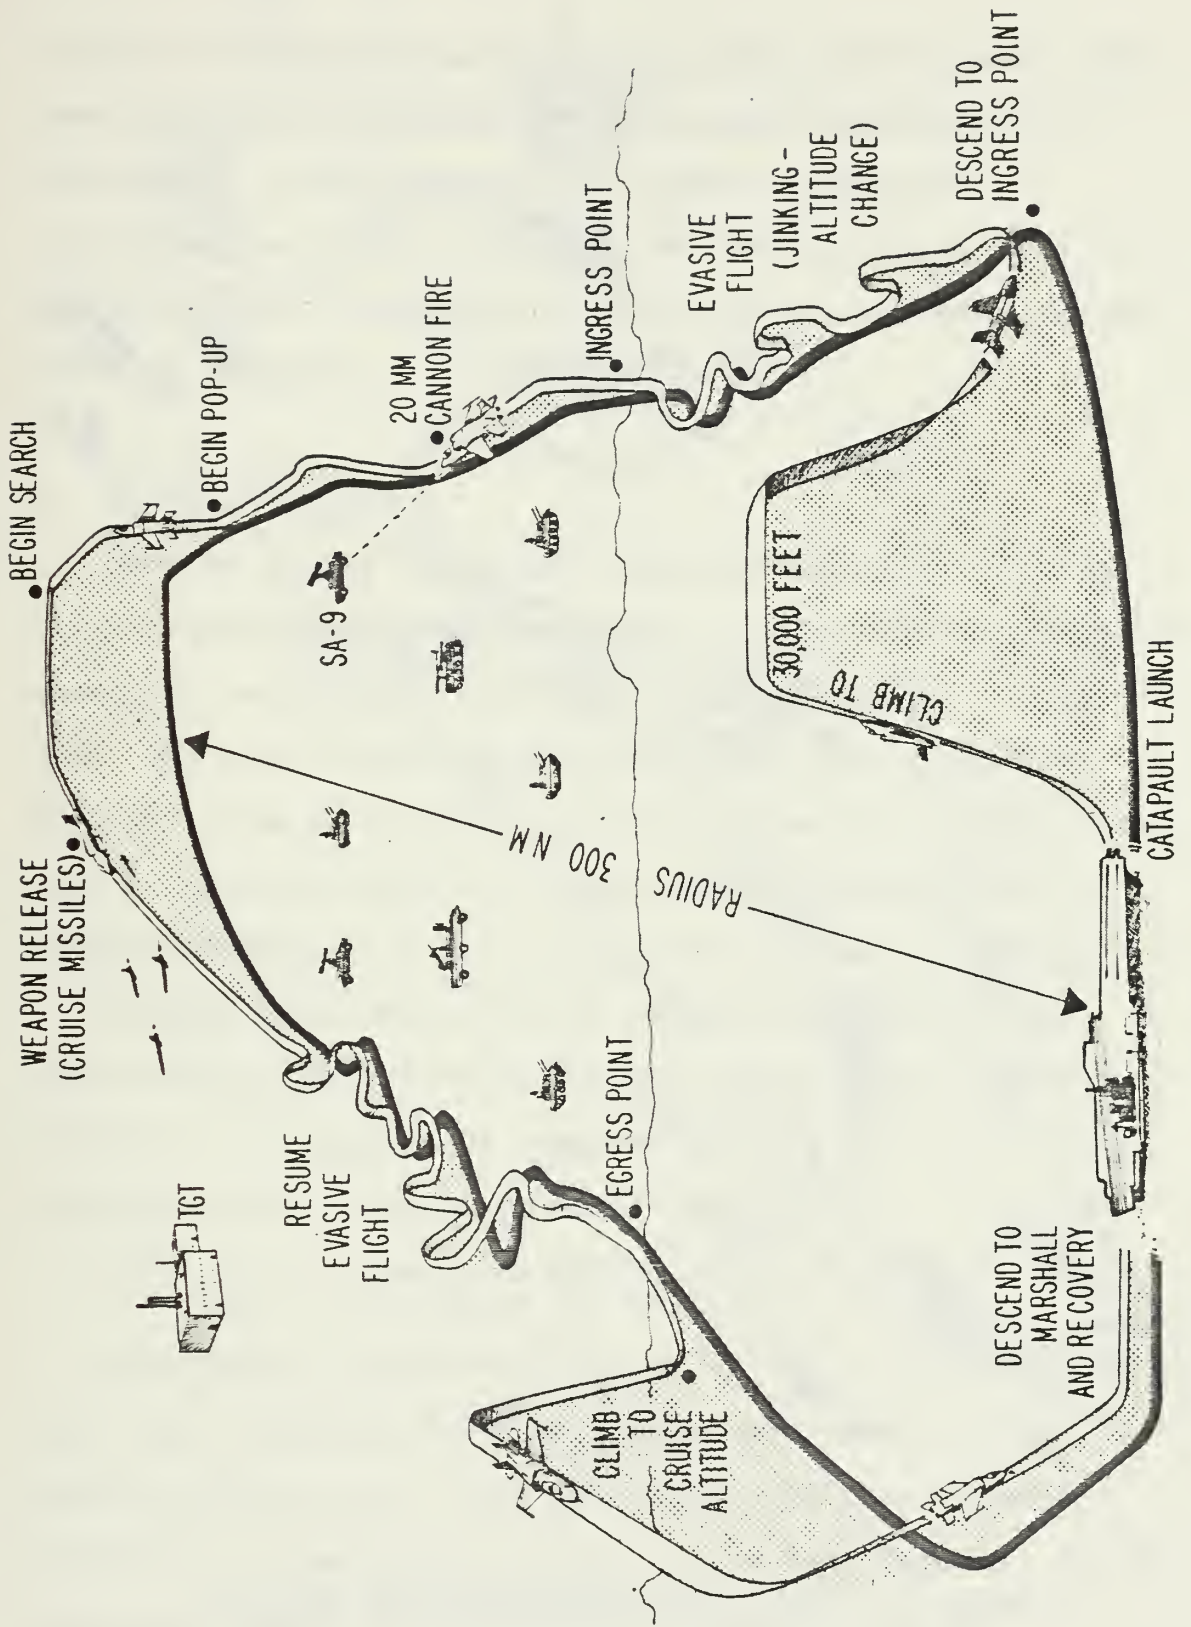 BEGIN SEARCH
WEAPON RELEASE
(CRUISE MISSILES)
BEGIN POP-UP
TGT
SA-9
20 MM
CANNON FIRE
RESUME
EVASIVE
FLIGHT
RADIUS 300 NM
INGRESS POINT
EGRESS POINT
EVASIVE
FLIGHT
(JINKING-
ALTITUDE
CHANGE)
CLIMB
TO
CRUISE
ALTITUDE
CLIMB TO
30,000 FEET
DESCEND TO
INGRESS POINT
DESCEND TO
MARSHALL
AND RECOVERY
CATAPAULT LAUNCH